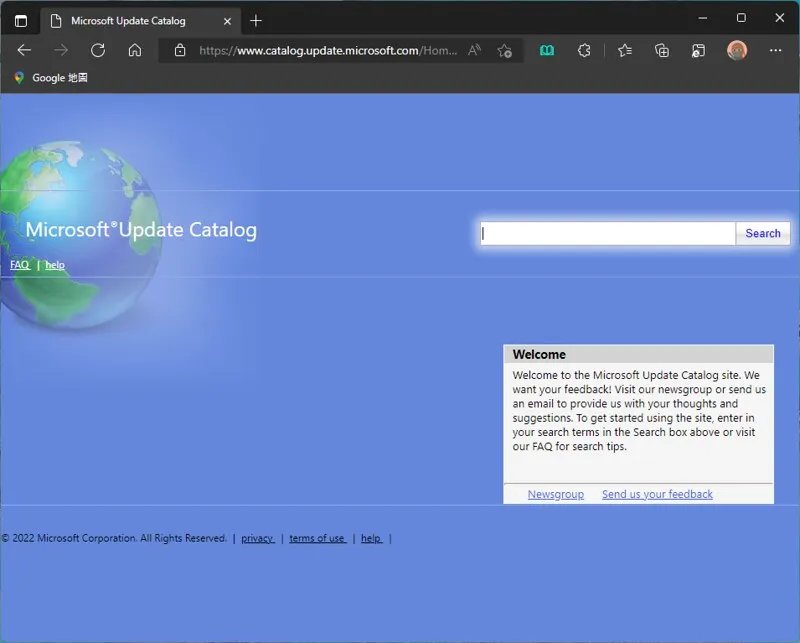 Microsoft Update Catalog
https://www.catalog.update.microsoft.com/Hom...
Google 地圖
Microsoft®Update Catalog
Search
FAQ | help
Welcome
Welcome to the Microsoft Update Catalog site. We
want your feedback! Visit our newsgroup or send us
an email to provide us with your thoughts and
suggestions. To get started using the site, enter in
your search terms in the Search box above or visit
our FAQ for search tips.
Newsgroup Send us your feedback
© 2022 Microsoft Corporation. All Rights Reserved. | privacy | terms of use | help |